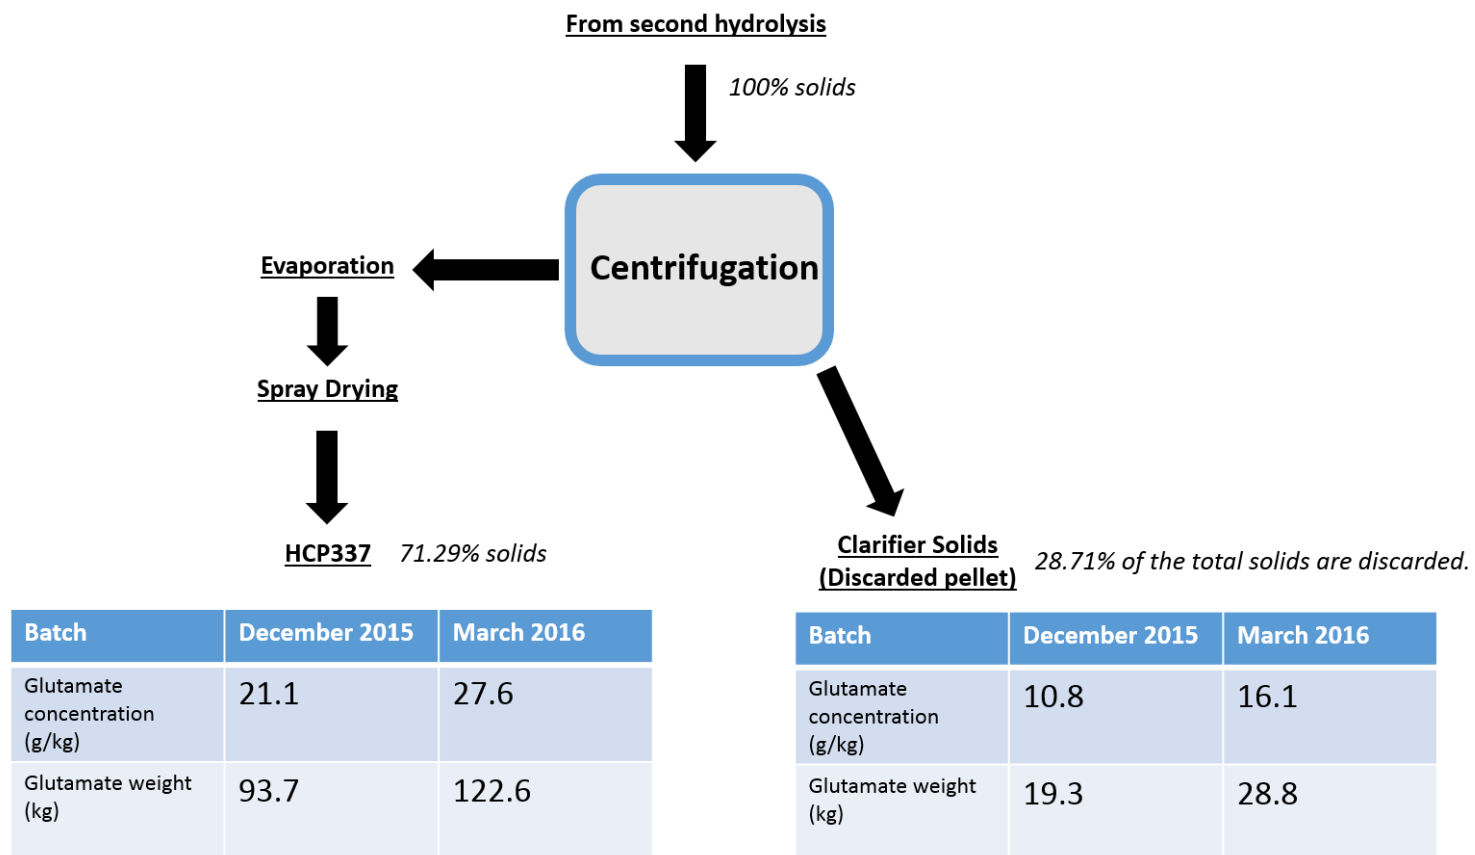 From second hydrolysis
100% solids
Centrifugation
Evaporation
Spray Drying
HCP337
71.29% solids
Clarifier Solids
(Discarded pellet)
28.71% of the total solids are discarded.
Batch
December 2015
March 2016
Glutamate
concentration
(g/kg)
21.1
27.6
Glutamate weight
(kg)
93.7
122.6
Batch
December 2015
March 2016
Glutamate
concentration
(g/kg)
10.8
16.1
Glutamate weight
(kg)
19.3
28.8